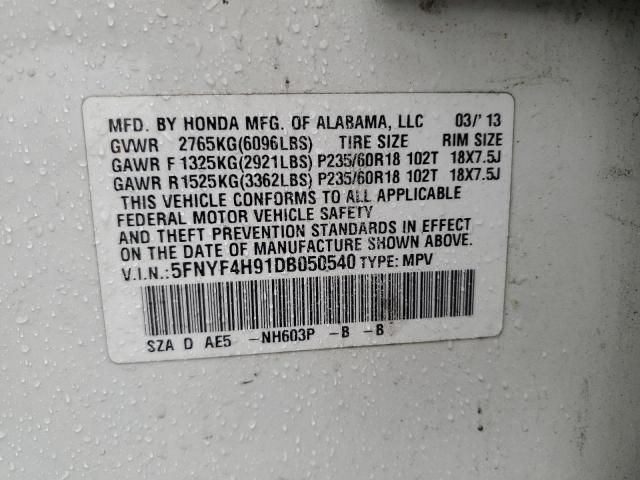 MFD. BY HONDA MFG. OF ALABAMA, LLC 03/'13
GVWR 2765KG(6096LBS) TIRE SIZE RIM SIZE
GAWR F 1325KG(2921LBS) P235/60R18 102T 18X7.5J
GAWR R 1525KG(3362LBS) P235/60R18 102T 18X7.5J
THIS VEHICLE CONFORMS TO ALL APPLICABLE
FEDERAL MOTOR VEHICLE SAFETY
AND THEFT PREVENTION STANDARDS IN EFFECT
ON THE DATE OF MANUFACTURE SHOWN ABOVE.
V.I.N.:5FNYF4H91DB050540 TYPE: MPV
SZA D AE5 -NH603P -B -B